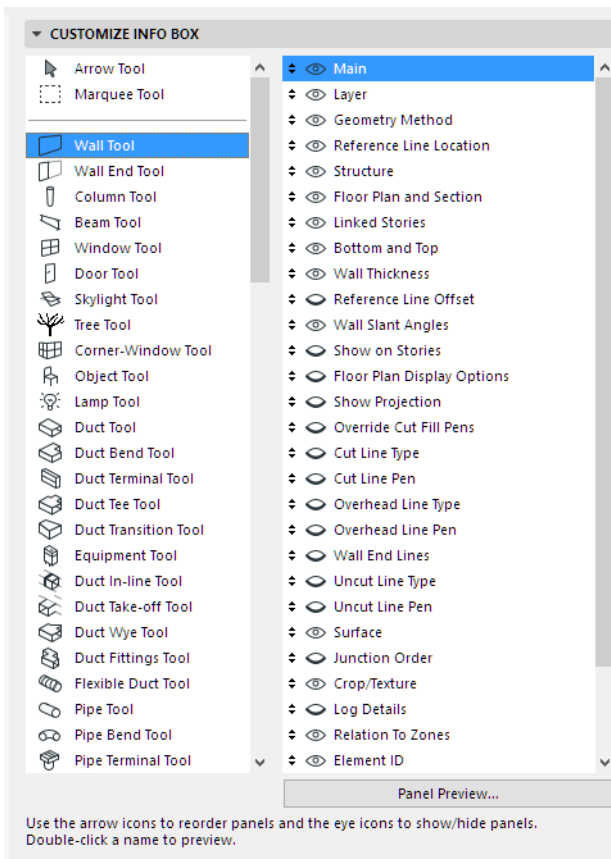 CUSTOMIZE INFO BOX
Arrow Tool
Marquee Tool
Wall Tool
Wall End Tool
Column Tool
Beam Tool
Window Tool
Door Tool
Skylight Tool
Tree Tool
Corner-Window Tool
Object Tool
Lamp Tool
Duct Tool
Duct Bend Tool
Duct Terminal Tool
Duct Tee Tool
Duct Transition Tool
Equipment Tool
Duct In-line Tool
Duct Take-off Tool
Duct Wye Tool
Duct Fittings Tool
Flexible Duct Tool
Pipe Tool
Pipe Bend Tool
Pipe Terminal Tool
Main
Layer
Geometry Method
Reference Line Location
Structure
Floor Plan and Section
Linked Stories
Bottom and Top
Wall Thickness
Reference Line Offset
Wall Slant Angles
Show on Stories
Floor Plan Display Options
Show Projection
Override Cut Fill Pens
Cut Line Type
Cut Line Pen
Overhead Line Type
Overhead Line Pen
Wall End Lines
Uncut Line Type
Uncut Line Pen
Surface
Junction Order
Crop/Texture
Log Details
Relation To Zones
Element ID
Panel Preview...
Use the arrow icons to reorder panels and the eye icons to show/hide panels.
Double-click a name to preview.